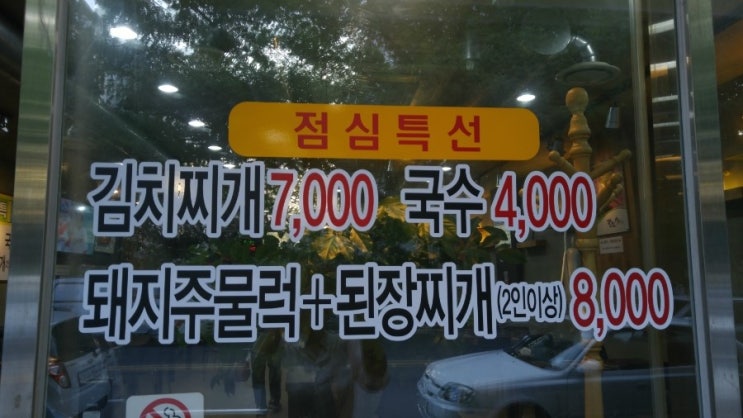 점심특선
김치찌개 7,000 국수 4,000
돼지주물럭+된장찌개(2인이상) 8,000